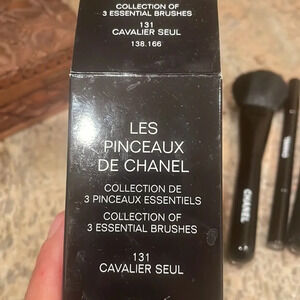 COLLECTION OF
3 ESSENTIAL BRUSHES
131
CAVALIER SEUL
138.166
LES
PINCEAUX
DE CHANEL
COLLECTION DE
3 PINCEAUX ESSENTIELS
COLLECTION OF
3 ESSENTIAL BRUSHES
131
CAVALIER SEUL
CHANEL